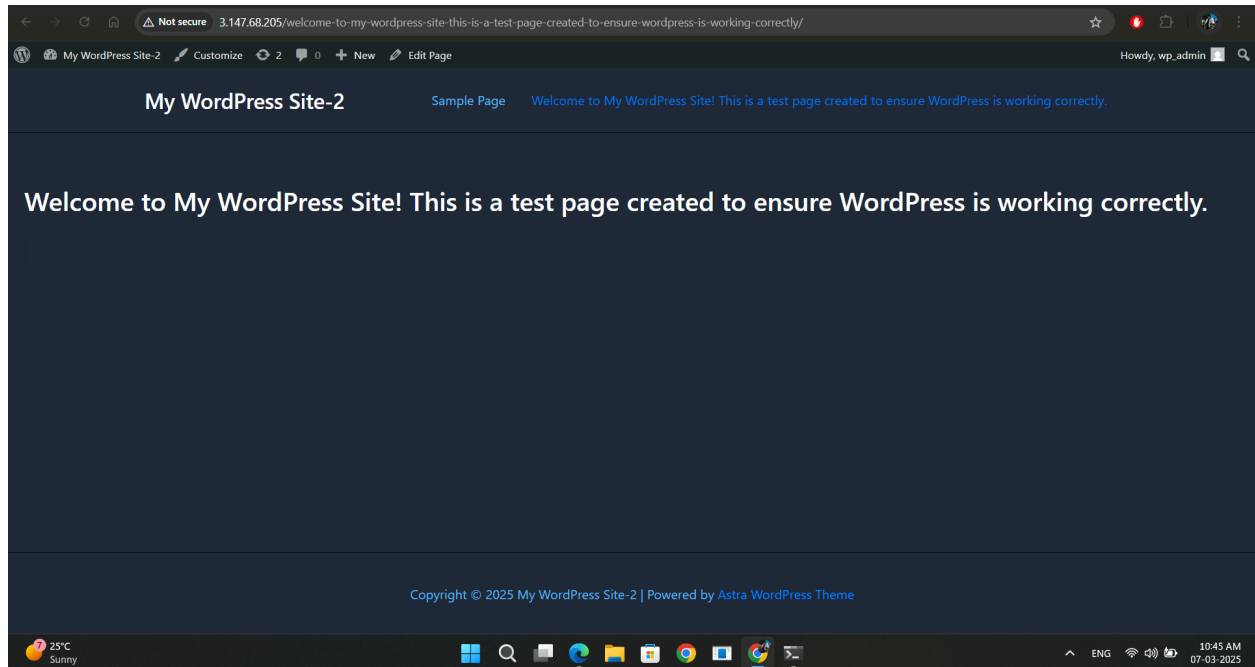 Not secure 3.147.68.205/welcome-to-my-wordpress-site-this-is-a-test-page-created-to-ensure-wordpress-is-working-correctly/
My WordPress Site-2 Customize 2 0 New Edit Page Howdy, wp_admin
My WordPress Site-2 Sample Page Welcome to My WordPress Site! This is a test page created to ensure WordPress is working correctly.
Welcome to My WordPress Site! This is a test page created to ensure WordPress is working correctly.
Copyright © 2025 My WordPress Site-2 | Powered by Astra WordPress Theme
7 25°C ENG 10:45 AM
Sunny 07-03-2025